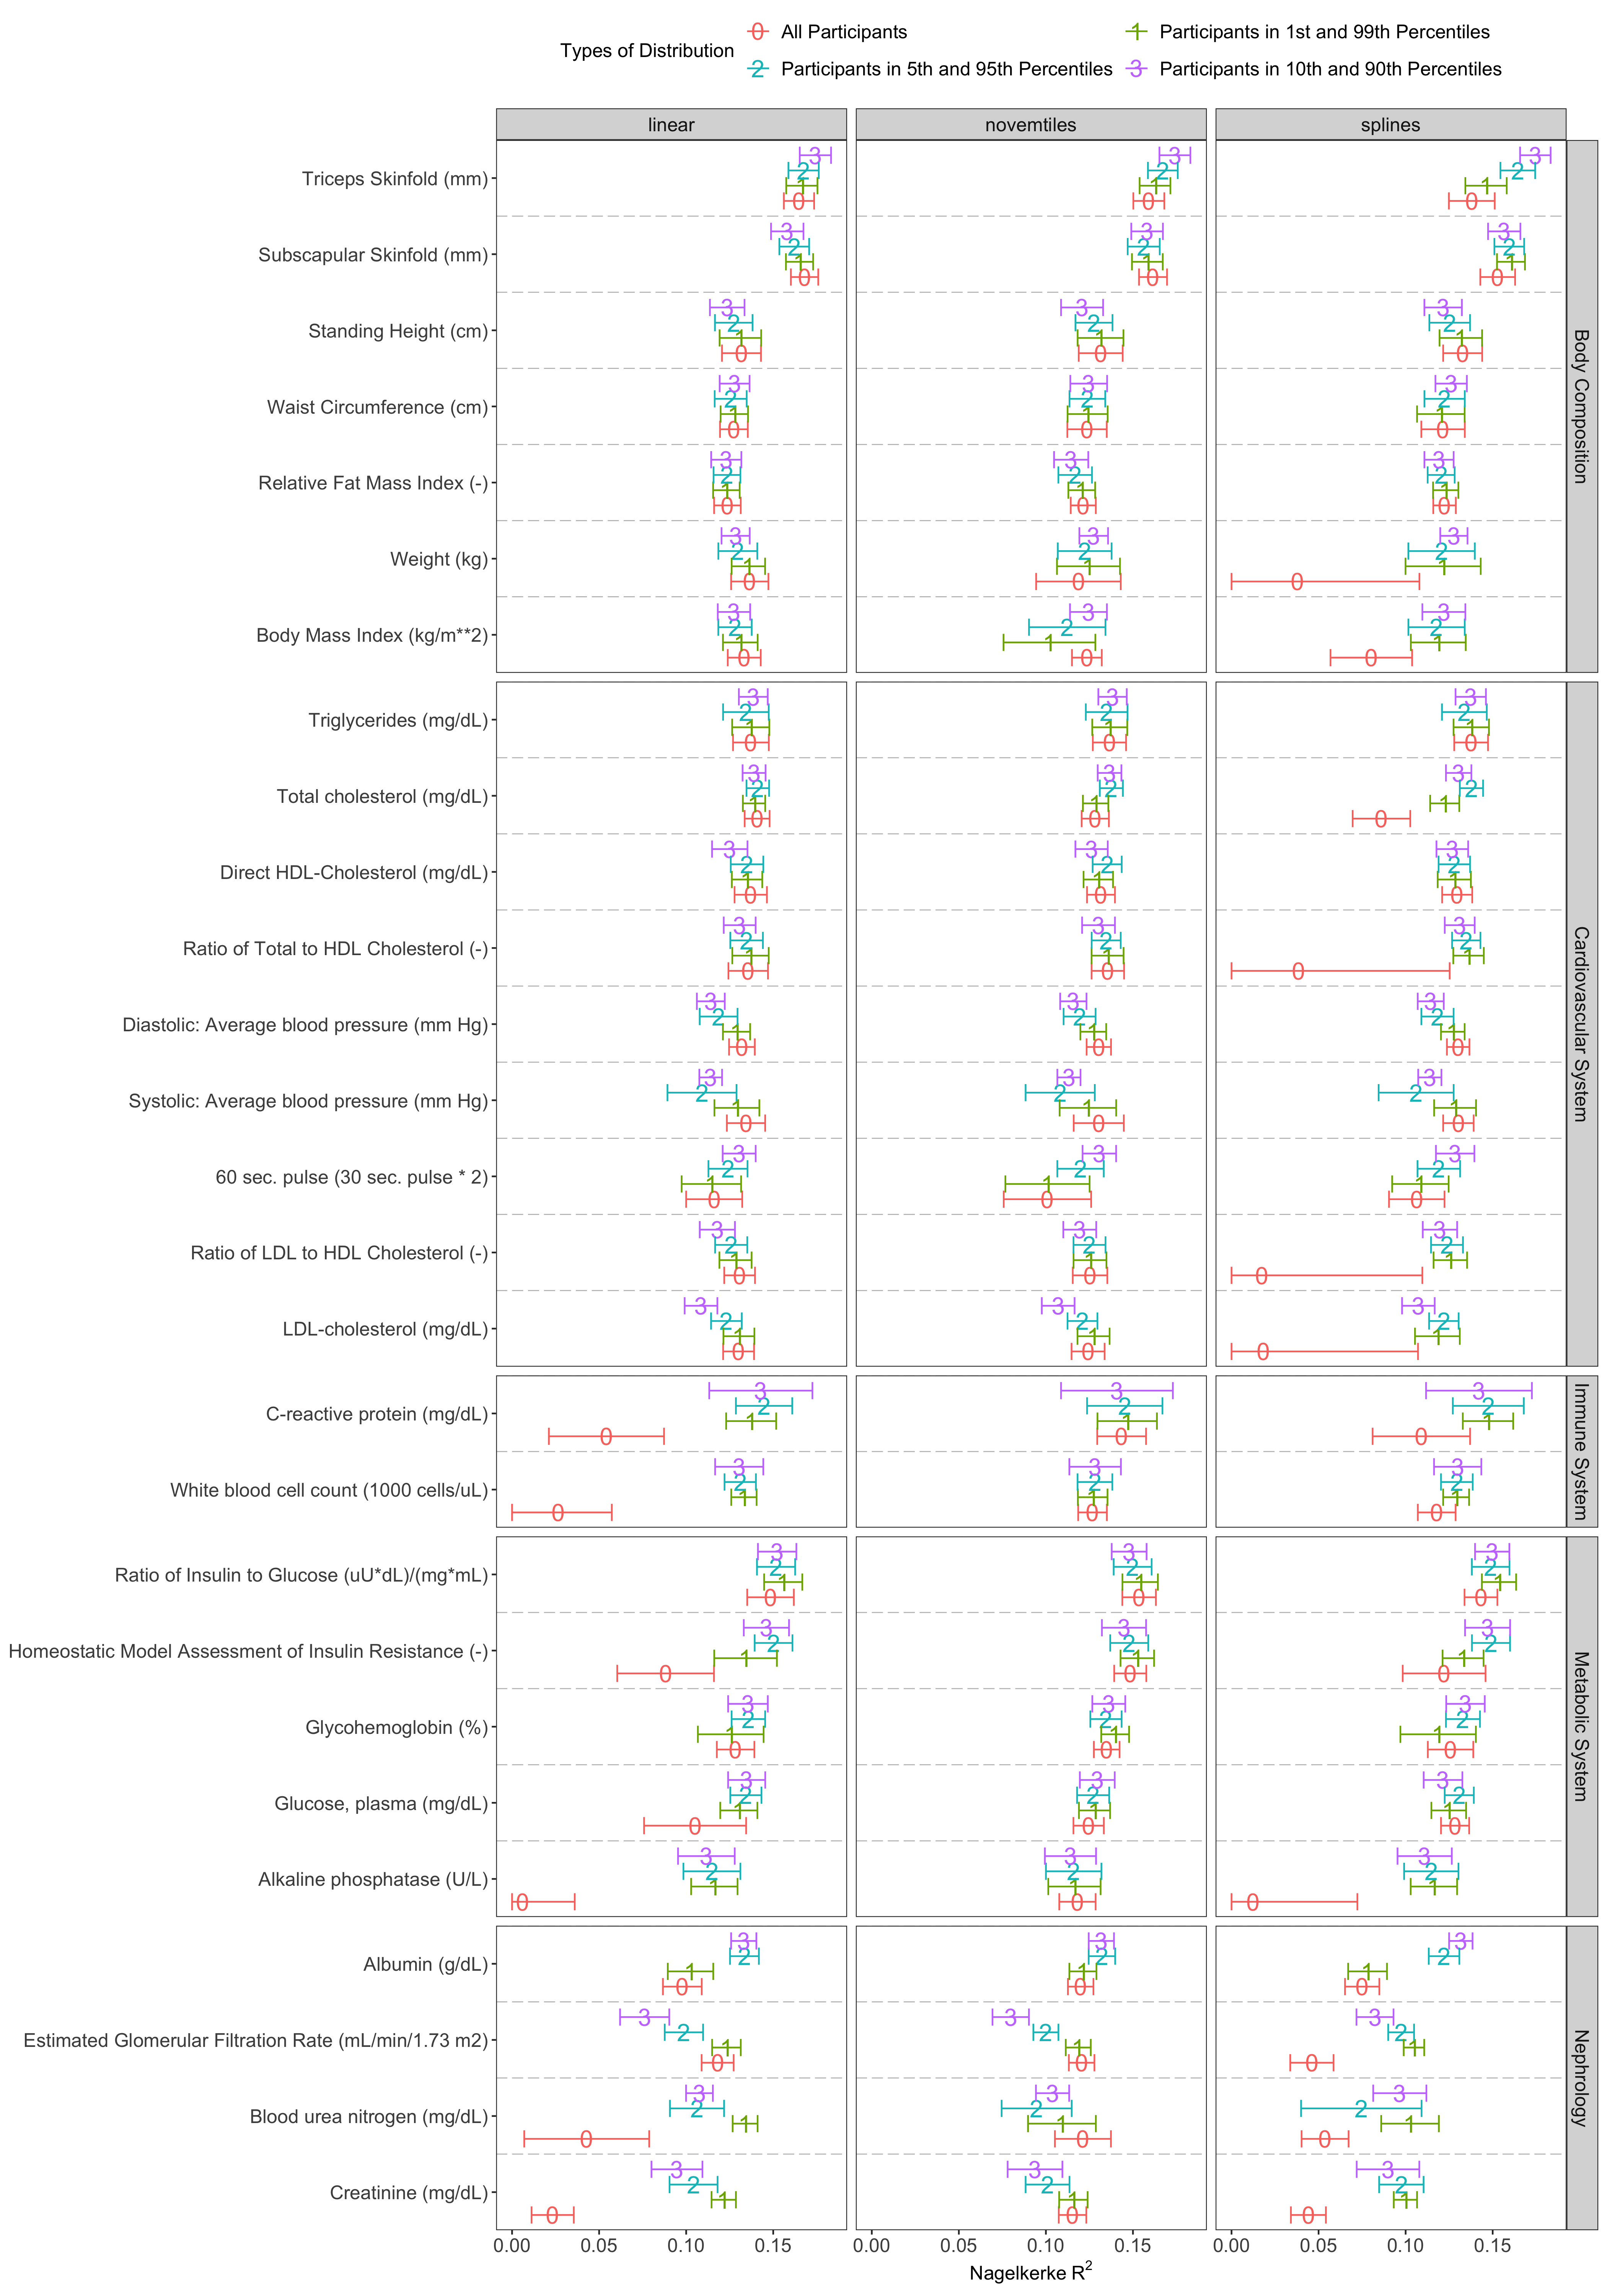 Types of Distribution
0 All Participants
1 Participants in 1st and 99th Percentiles
2 Participants in 5th and 95th Percentiles
3 Participants in 10th and 90th Percentiles
linear
novemtiles
splines
Triceps Skinfold (mm)
Subscapular Skinfold (mm)
Standing Height (cm)
Waist Circumference (cm)
Relative Fat Mass Index (-)
Weight (kg)
Body Mass Index (kg/m**2)
Body Composition
Triglycerides (mg/dL)
Total cholesterol (mg/dL)
Direct HDL-Cholesterol (mg/dL)
Ratio of Total to HDL Cholesterol (-)
Diastolic: Average blood pressure (mm Hg)
Systolic: Average blood pressure (mm Hg)
60 sec. pulse (30 sec. pulse * 2)
Ratio of LDL to HDL Cholesterol (-)
LDL-cholesterol (mg/dL)
Cardiovascular System
C-reactive protein (mg/dL)
White blood cell count (1000 cells/uL)
Immune System
Ratio of Insulin to Glucose (uU*dL)/(mg*mL)
Homeostatic Model Assessment of Insulin Resistance (-)
Glycohemoglobin (%)
Glucose, plasma (mg/dL)
Alkaline phosphatase (U/L)
Metabolic System
Albumin (g/dL)
Estimated Glomerular Filtration Rate (mL/min/1.73 m2)
Blood urea nitrogen (mg/dL)
Creatinine (mg/dL)
Nephrology
0.00 0.05 0.10 0.15
0.00 0.05 0.10 0.15
0.00 0.05 0.10 0.15
Nagelkerke R²